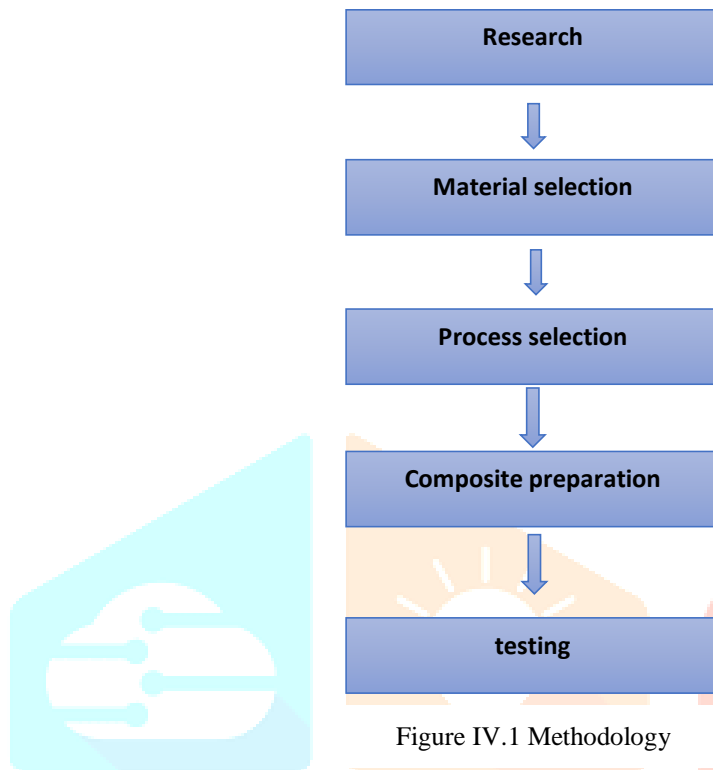 Research
Material selection
Process selection
Composite preparation
testing
Figure IV.1 Methodology